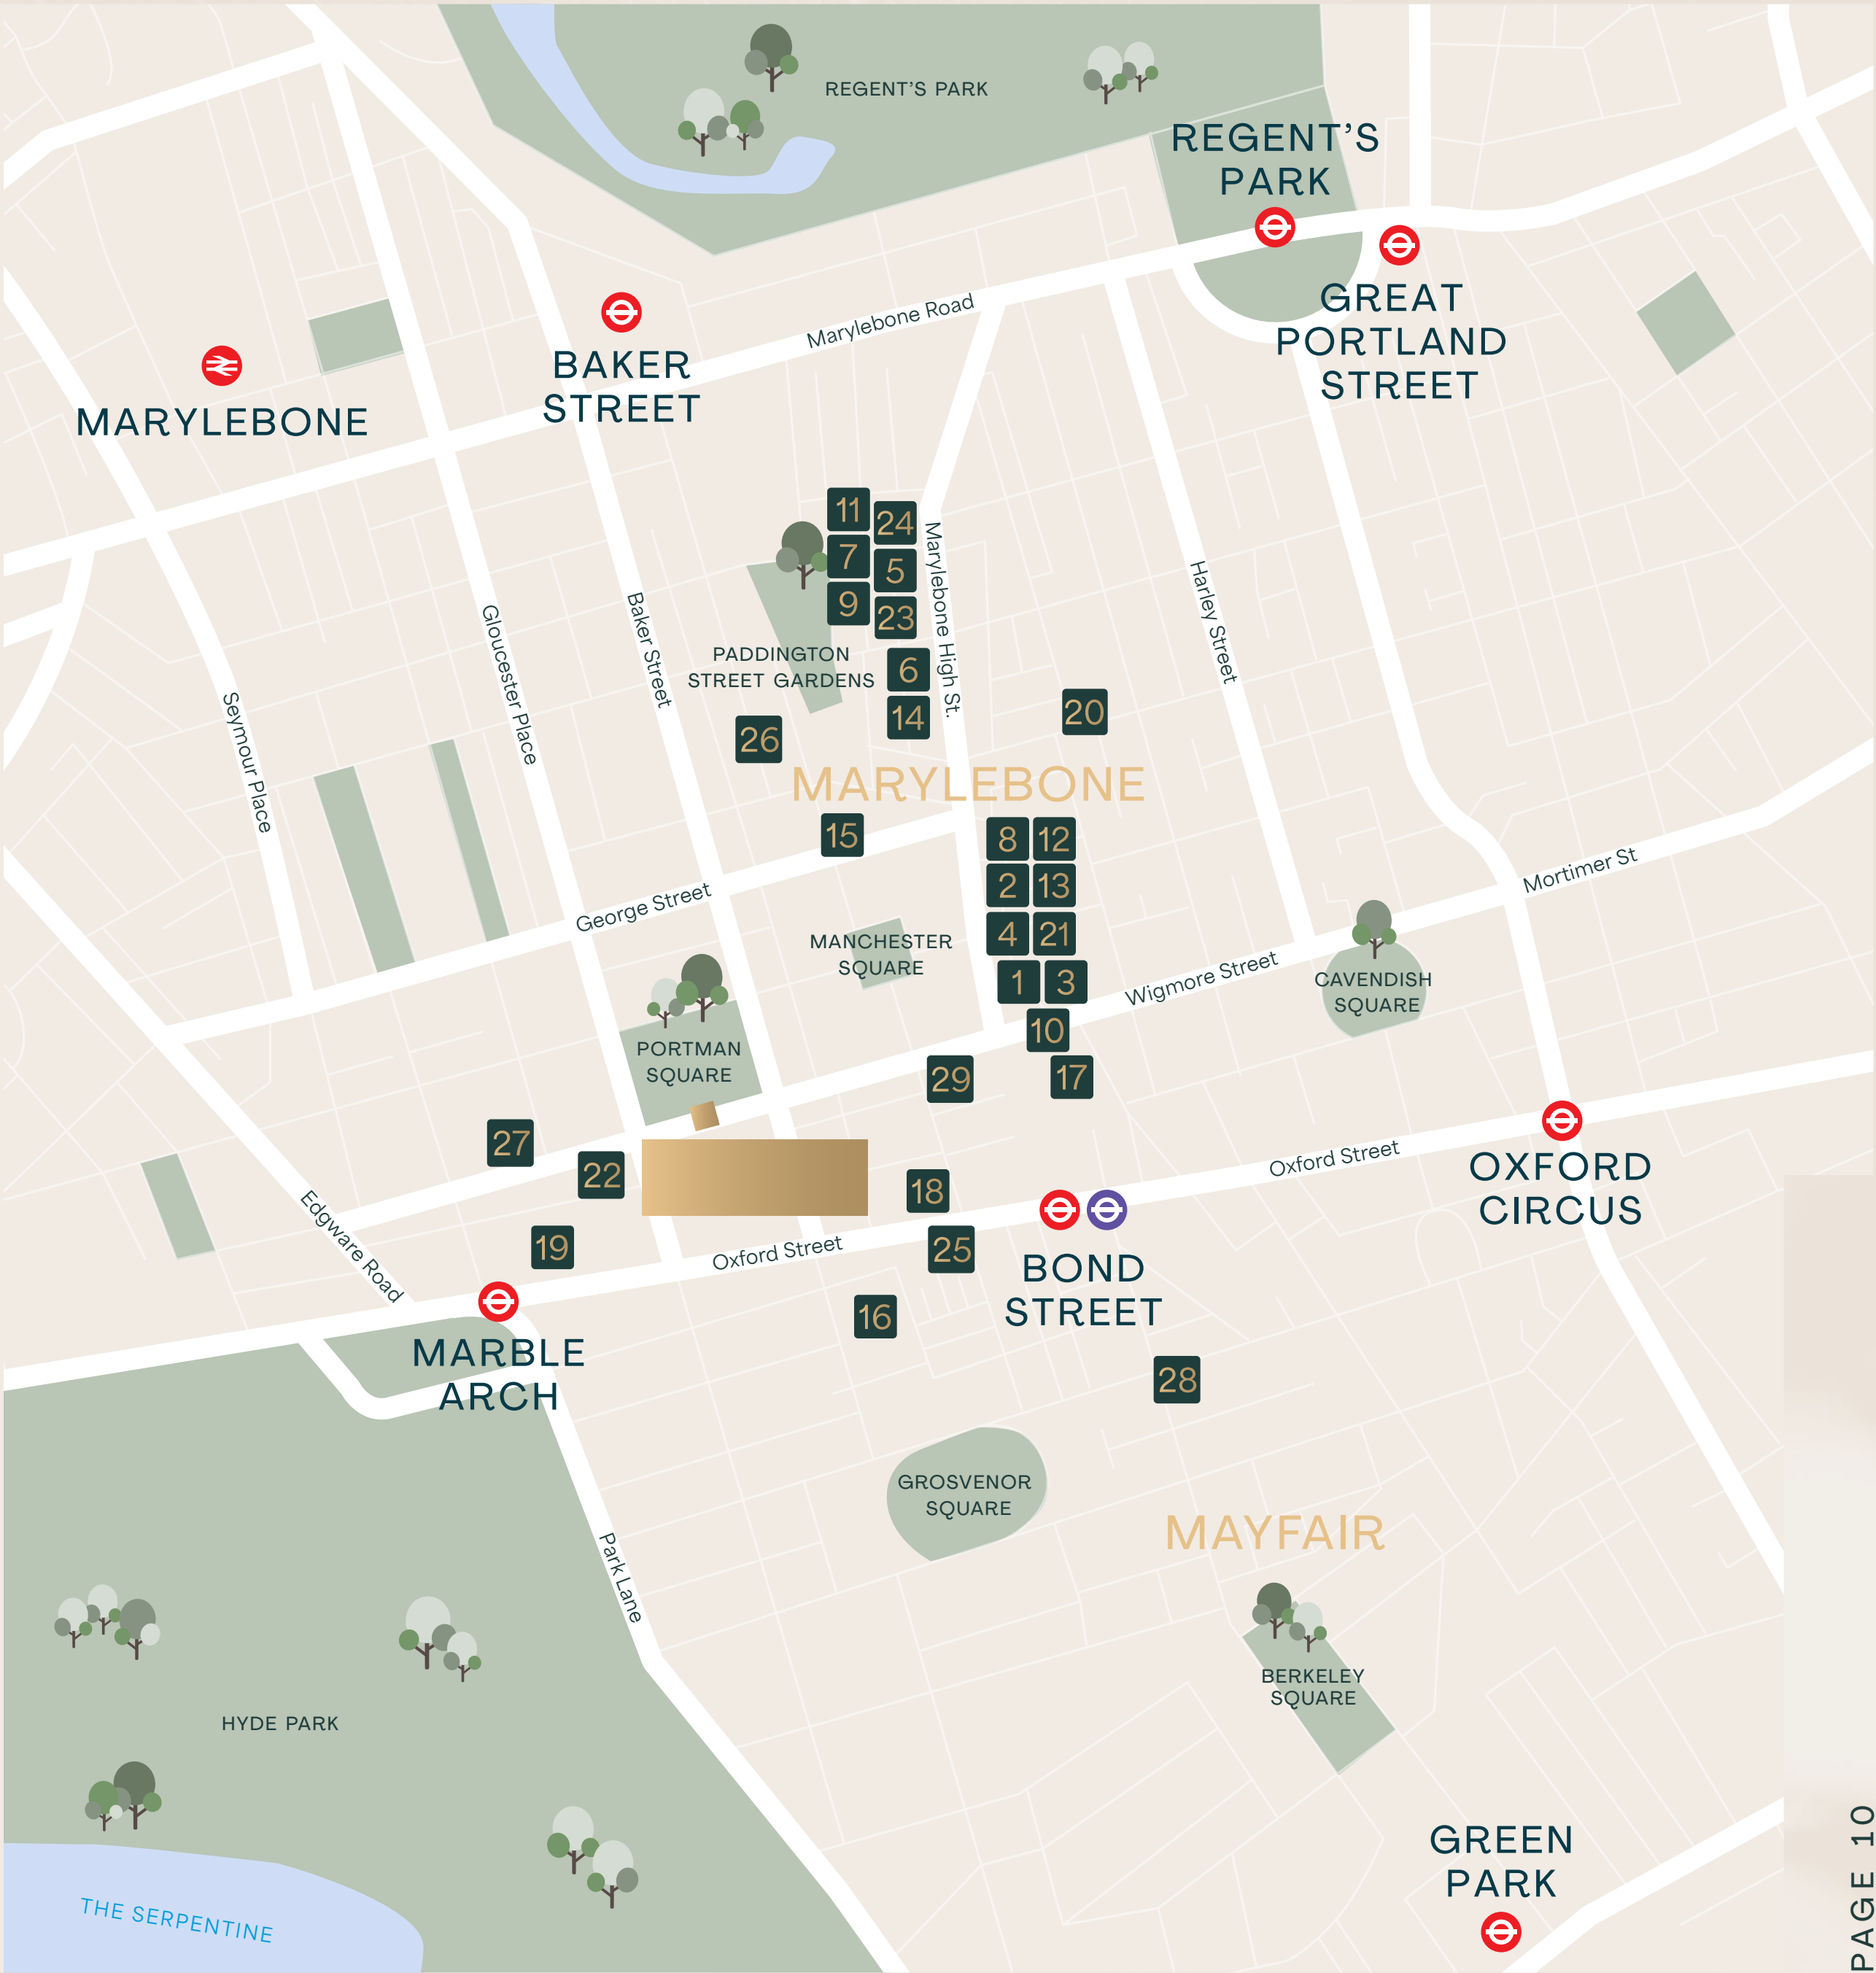 REGENT'S PARK
REGENT'S
PARK
GREAT
PORTLAND
STREET
Marylebone Road
BAKER
STREET
MARYLEBONE
11
24
7
5
9
23
Marylebone High St.
Harley Street
Gloucester Place
Baker Street
PADDINGTON
STREET GARDENS
6
14
20
26
Seymour Place
MARYLEBONE
15
8
12
2
13
4
21
1
3
10
17
29
George Street
MANCHESTER
SQUARE
Wigmore Street
Mortimer St
CAVENDISH
SQUARE
PORTMAN
SQUARE
27
22
18
19
25
16
Edgware Road
Oxford Street
Oxford Street
OXFORD
CIRCUS
BOND
STREET
MARBLE
ARCH
28
GROSVENOR
SQUARE
MAYFAIR
Park Lane
BERKELEY
SQUARE
HYDE PARK
THE SERPENTINE
GREEN
PARK
PAGE 10